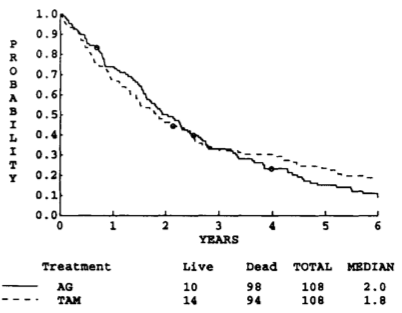 1.0
0.9
0.8
0.7
0.6
0.5
0.4
0.3
0.2
0.1
0.0
PROBABILITY
0 1 2 3 4 5 6
YEARS
Treatment Live Dead TOTAL MEDIAN
AG 10 98 108 2.0
TAM 14 94 108 1.8